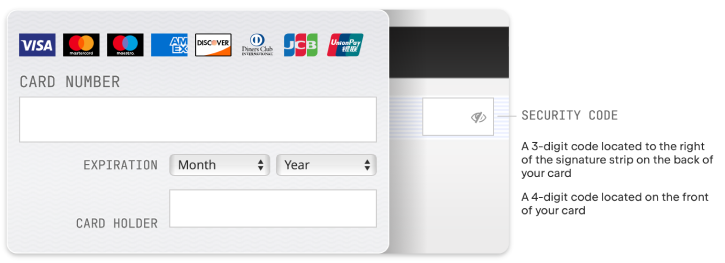 VISA
mastercard
maestro
AM
EX
DISCOVER
Diners Club
INTERNATIONAL
JCB
UnionPay
银联
CARD NUMBER
EXPIRATION
Month
Year
CARD HOLDER
SECURITY CODE
A 3-digit code located to the right
of the signature strip on the back of
your card
A 4-digit code located on the front
of your card